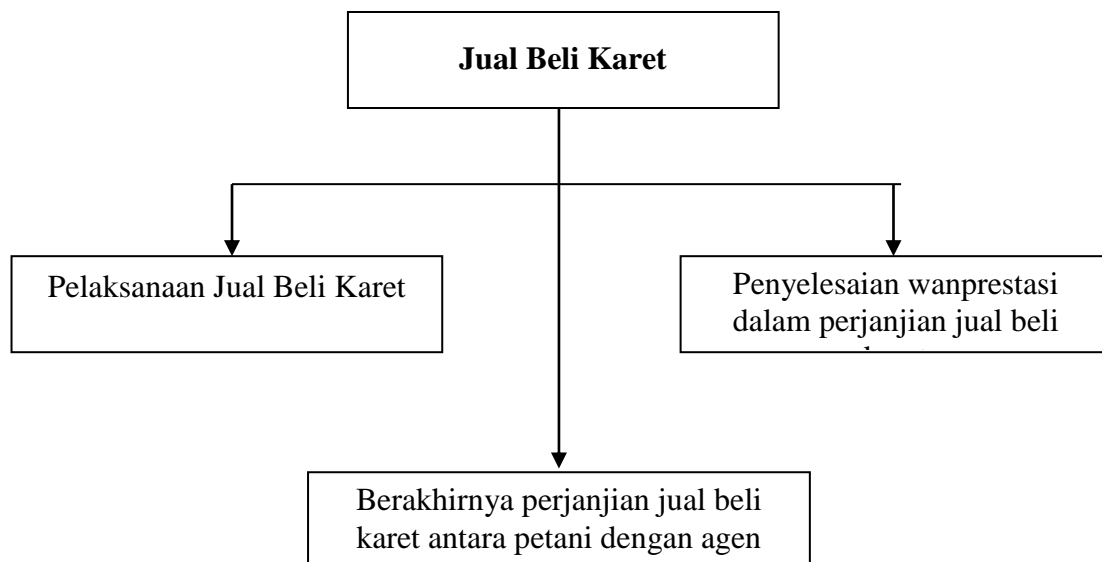 Jual Beli Karet
Pelaksanaan Jual Beli Karet
Penyelesaian wanprestasi
dalam perjanjian jual beli
Berakhirnya perjanjian jual beli
karet antara petani dengan agen